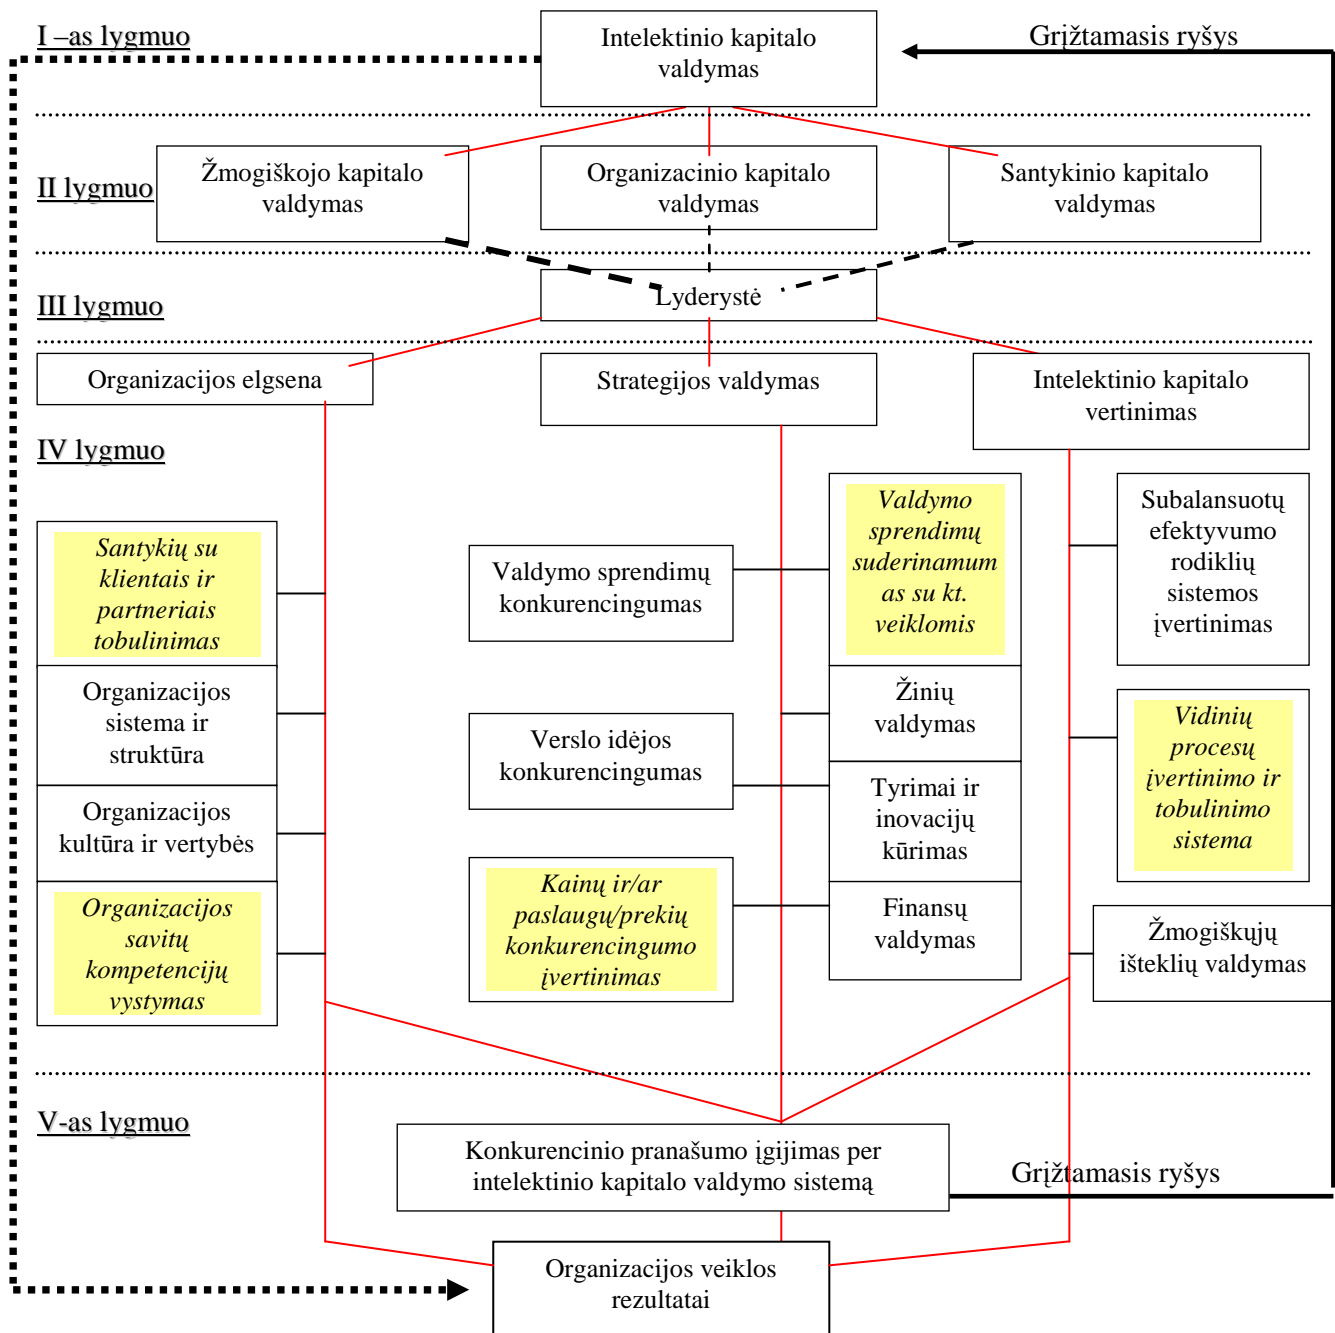 I –as lygmuo
Intelektinio kapitalo
valdymas
Grįžtamasis ryšys
II lygmuo
Žmogiškojo kapitalo
valdymas
Organizacinio kapitalo
valdymas
Santykinio kapitalo
valdymas
III lygmuo
Lyderystė
Organizacijos elgsena
Strategijos valdymas
Intelektinio kapitalo
vertinimas
IV lygmuo
Santykių su
klientais ir
partneriais
tobulinimas
Organizacijos
sistema ir
struktūra
Organizacijos
kultūra ir vertybės
Organizacijos
savitų
kompetencijų
vystymas
Valdymo sprendimų
konkurencingumas
Verslo idėjos
konkurencingumas
Kainų ir/ar
paslaugų/prekių
konkurencingumo
įvertinimas
Valdymo
sprendimų
suderinamum
as su kt.
veiklomis
Žinių
valdymas
Tyrimai ir
inovacijų
kūrimas
Finansų
valdymas
Subalansuotų
efektyvumo
rodiklių
sistemos
įvertinimas
Vidinių
procesų
įvertinimo ir
tobulinimo
sistema
Žmogiškųjų
išteklių valdymas
V-as lygmuo
Konkurencinio pranašumo įgijimas per
intelektinio kapitalo valdymo sistemą
Grįžtamasis ryšys
Organizacijos veiklos
rezultatai